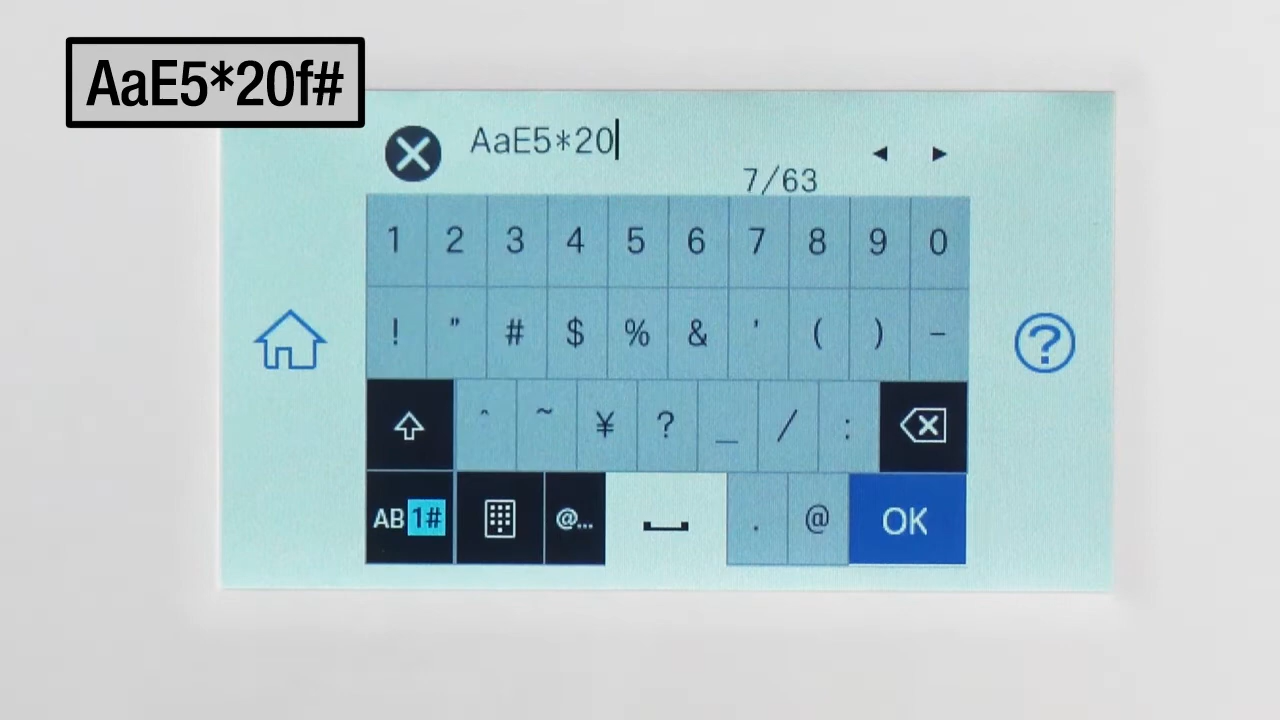 AaE5*20f#
AaE5*20
7/63
1 2 3 4 5 6 7 8 9 0
! " # $ % & ' ( ) -
^ ~ ¥ ? _ / :
AB 1# @... . @ OK